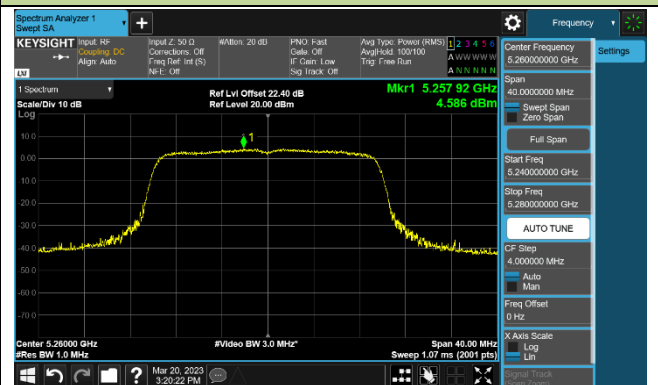 Spectrum Analyzer 1
Swept SA
+
Frequency
KEYSIGHT
Input: RF
Coupling: DC
Align: Auto
Input Z: 50 Ω
Corrections: Off
Freq Ref: Int (S)
NFE: Off
#Atten: 20 dB
PNO: Fast
Gate: Off
IF Gain: Low
Sig Track: Off
Avg Type: Power (RMS)
Avg|Hold: 100/100
Trig: Free Run
1 2 3 4 5 6
A W W W W W
A N N N N N
LXI
1 Spectrum
Scale/Div 10 dB
Log
Ref Lvl Offset 22.40 dB
Ref Level 20.00 dBm
Mkr1 5.257 92 GHz
4.586 dBm
1
10.0
0.00
-10.0
-20.0
-30.0
-40.0
-50.0
-60.0
-70.0
Center 5.26000 GHz
#Res BW 1.0 MHz
#Video BW 3.0 MHz*
Span 40.00 MHz
Sweep 1.07 ms (2001 pts)
Mar 20, 2023
3:20:22 PM
?
Center Frequency
5.260000000 GHz
Span
40.0000000 MHz
Swept Span
Zero Span
Full Span
Start Freq
5.240000000 GHz
Stop Freq
5.280000000 GHz
AUTO TUNE
CF Step
4.000000 MHz
Auto
Man
Freq Offset
0 Hz
X Axis Scale
Log
Lin
Signal Track
(Span Zoom)
Settings